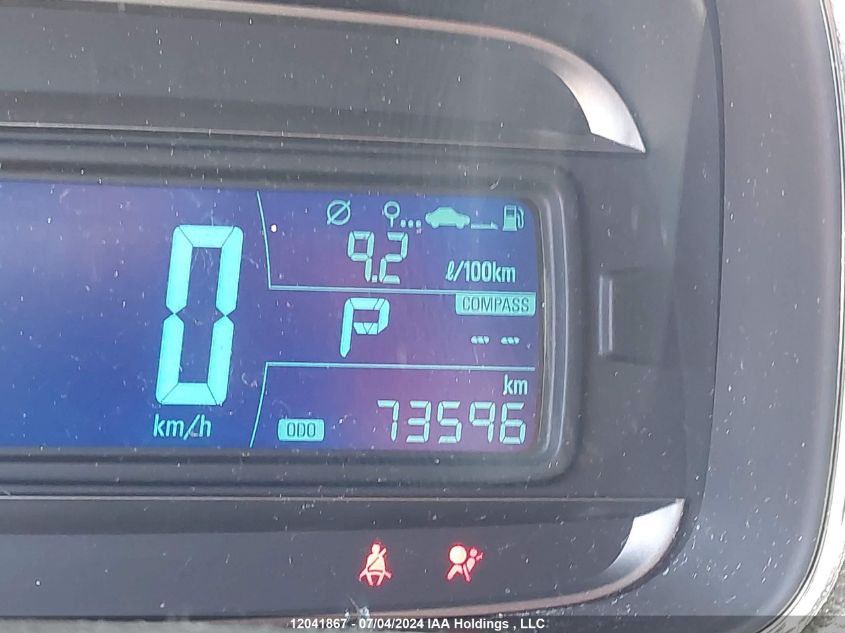 9.2 ℓ/100km
COMPASS
P -- --
0
km/h
km
ODO 73596
12041867 - 07/04/2024 IAA Holdings , LLC